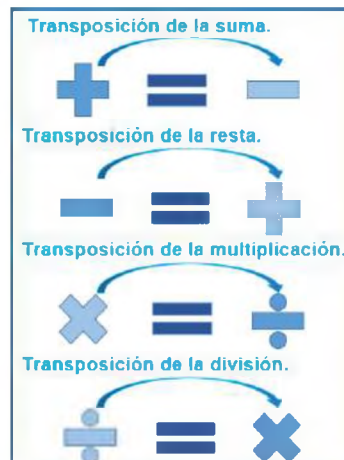 Transposición de la suma.
Transposición de la resta.
Transposición de la multiplicación.
Transposición de la división.